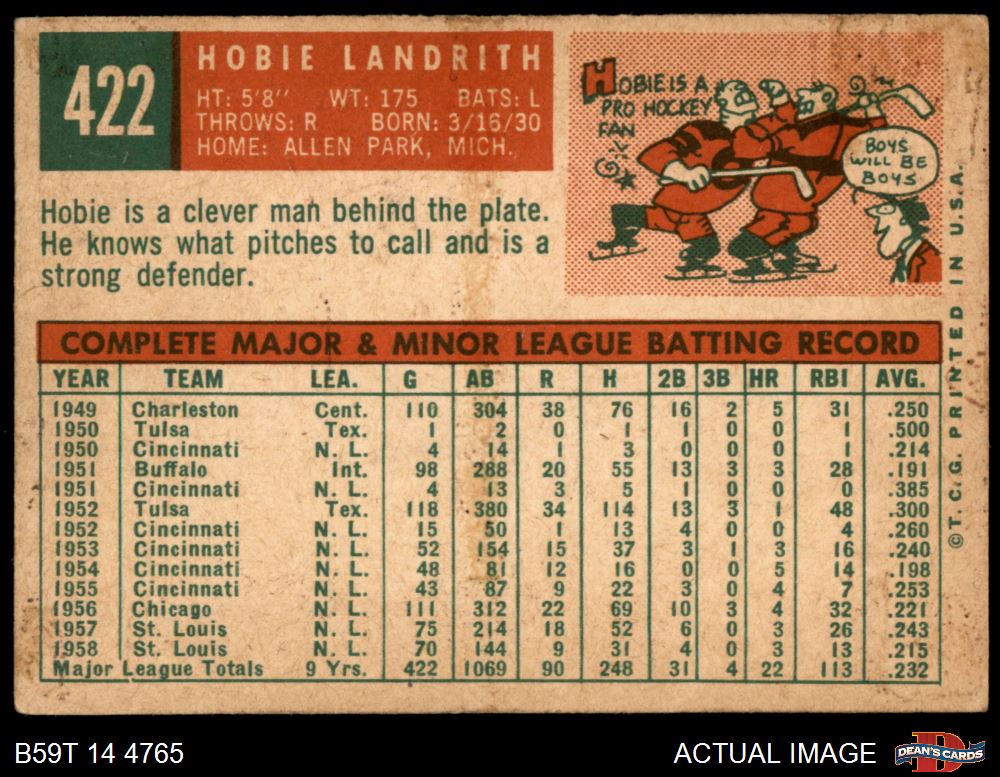 422
HOBIE LANDRITH
HT: 5'8'' WT: 175 BATS: L
THROWS: R BORN: 3/16/30
HOME: ALLEN PARK, MICH.
HOBIE IS A
PRO HOCKEY
FAN
BOYS
WILL BE
BOYS
Hobie is a clever man behind the plate.
He knows what pitches to call and is a
strong defender.
COMPLETE MAJOR & MINOR LEAGUE BATTING RECORD
YEAR TEAM LEA. G AB R H 2B 3B HR RBI AVG.
1949 Charleston Cent. 110 304 38 76 16 2 5 31 .250
1950 Tulsa Tex. 1 2 0 1 1 0 0 1 .500
1950 Cincinnati N. L. 4 14 1 3 0 0 0 1 .214
1951 Buffalo Int. 98 288 20 55 13 3 3 28 .191
1951 Cincinnati N. L. 4 13 3 5 1 0 0 0 .385
1952 Tulsa Tex. 118 380 34 114 13 3 1 48 .300
1952 Cincinnati N. L. 15 50 1 13 4 0 0 4 .260
1953 Cincinnati N. L. 52 154 15 37 3 1 3 16 .240
1954 Cincinnati N. L. 48 81 12 16 0 0 5 14 .198
1955 Cincinnati N. L. 43 87 9 22 3 0 4 7 .253
1956 Chicago N. L. 111 312 22 69 10 3 4 32 .221
1957 St. Louis N. L. 75 214 18 52 6 0 3 26 .243
1958 St. Louis N. L. 70 144 9 31 4 0 3 13 .215
Major League Totals 9 Yrs. 422 1069 90 248 31 4 22 113 .232
© T. C. G. PRINTED IN U.S.A.
B59T 14 4765
ACTUAL IMAGE
D
DEAN'S CARDS